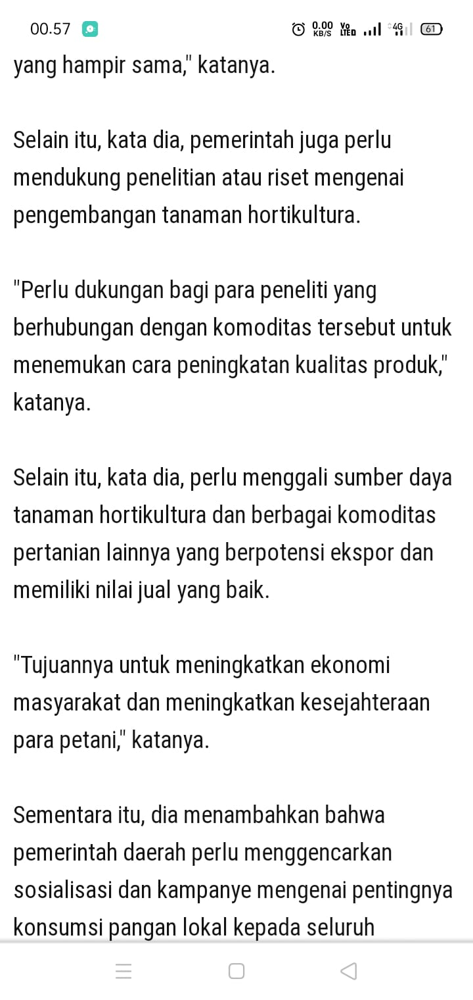 00.57
0.00 KB/S Vo LTED 4G 61
yang hampir sama," katanya.
Selain itu, kata dia, pemerintah juga perlu
mendukung penelitian atau riset mengenai
pengembangan tanaman hortikultura.
"Perlu dukungan bagi para peneliti yang
berhubungan dengan komoditas tersebut untuk
menemukan cara peningkatan kualitas produk,"
katanya.
Selain itu, kata dia, perlu menggali sumber daya
tanaman hortikultura dan berbagai komoditas
pertanian lainnya yang berpotensi ekspor dan
memiliki nilai jual yang baik.
"Tujuannya untuk meningkatkan ekonomi
masyarakat dan meningkatkan kesejahteraan
para petani," katanya.
Sementara itu, dia menambahkan bahwa
pemerintah daerah perlu menggencarkan
sosialisasi dan kampanye mengenai pentingnya
konsumsi pangan lokal kepada seluruh